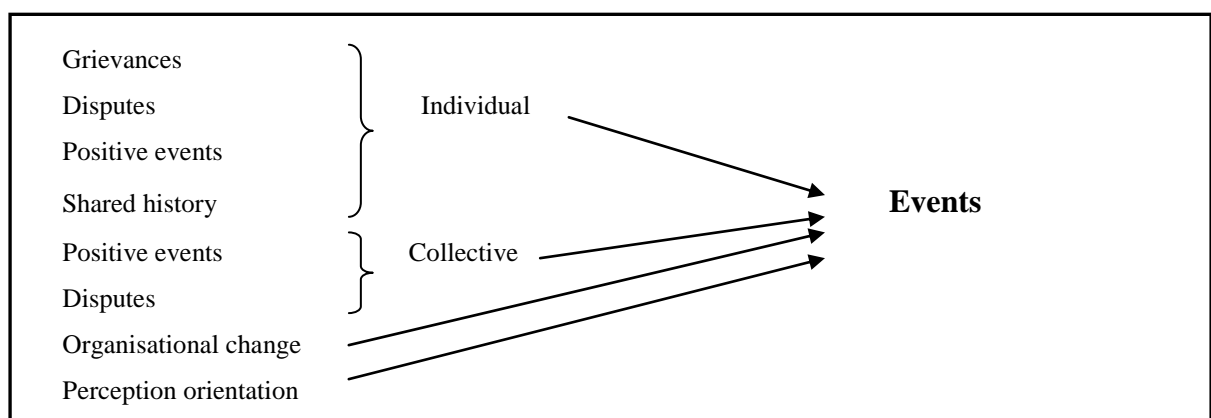 Grievances
Disputes
Individual
Positive events
Shared history
Events
Positive events
Collective
Disputes
Organisational change
Perception orientation